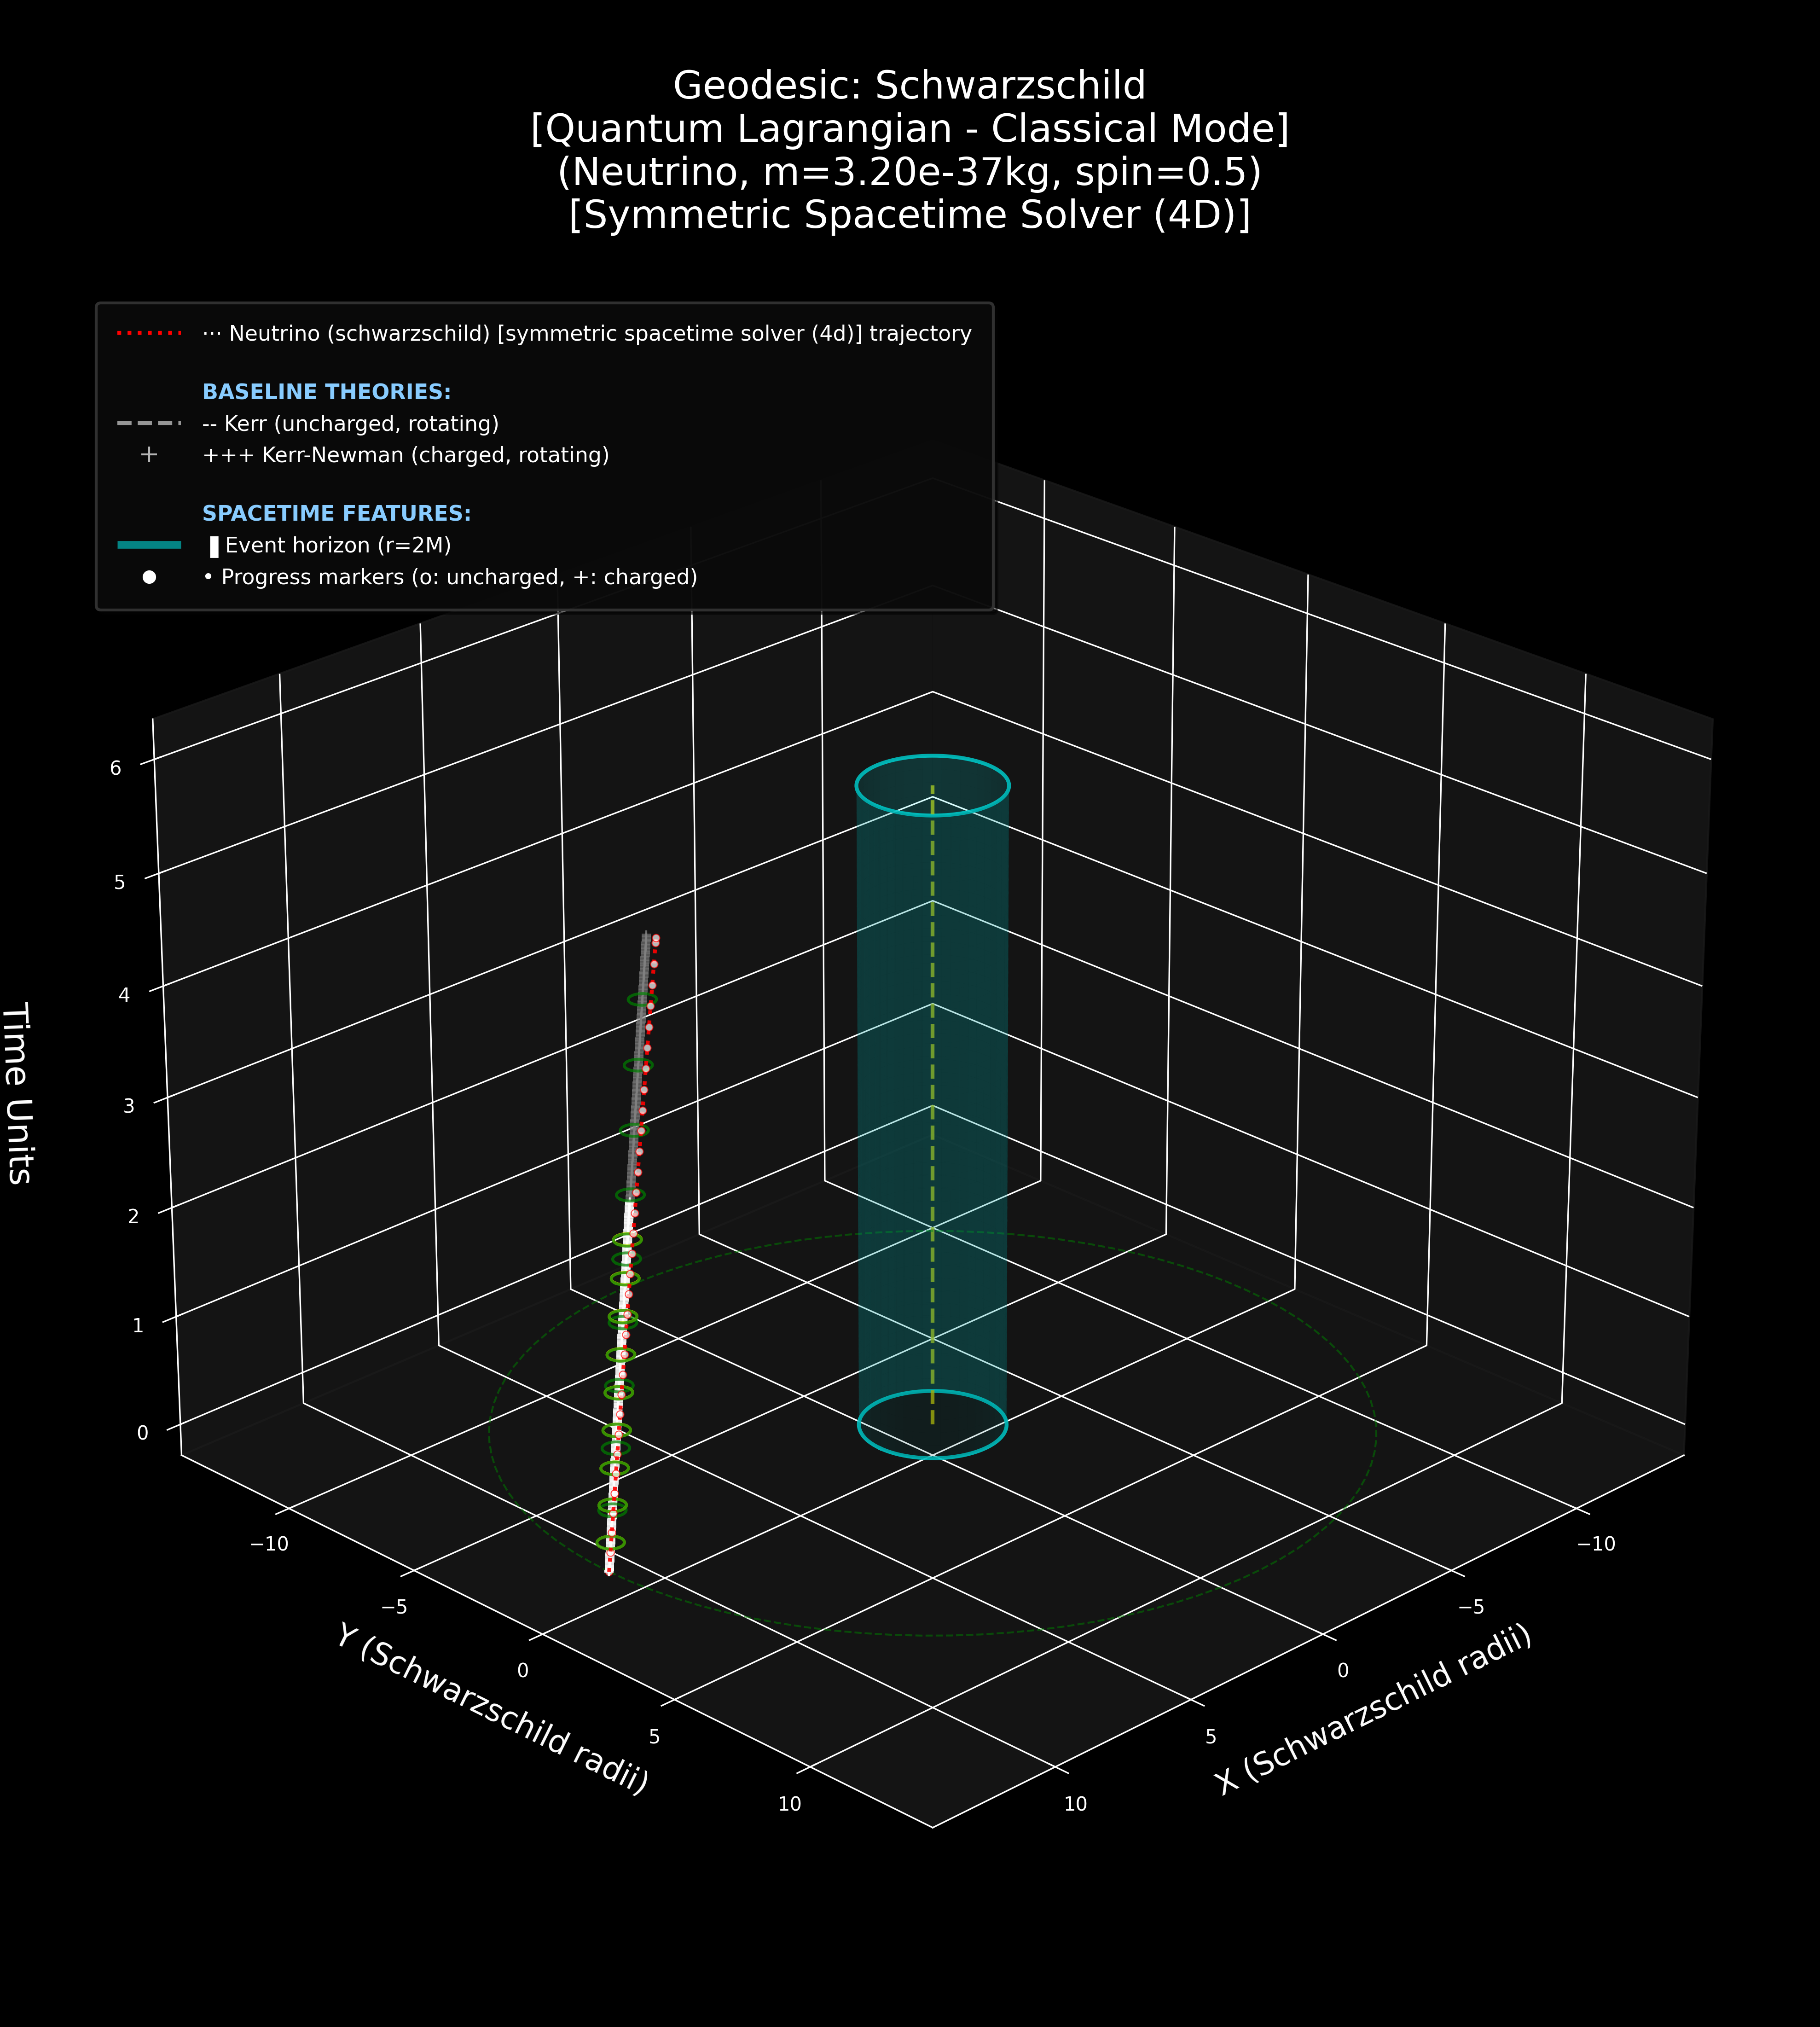 Geodesic: Schwarzschild
[Quantum Lagrangian - Classical Mode]
(Neutrino, m=3.20e-37kg, spin=0.5)
[Symmetric Spacetime Solver (4D)]
··· Neutrino (schwarzschild) [symmetric spacetime solver (4d)] trajectory
BASELINE THEORIES:
-- Kerr (uncharged, rotating)
+++ Kerr-Newman (charged, rotating)
SPACETIME FEATURES:
▐ Event horizon (r=2M)
• Progress markers (o: uncharged, +: charged)
6
5
4
3
2
1
0
Time Units
−10
−5
0
5
10
Y (Schwarzschild radii)
−10
−5
0
5
10
X (Schwarzschild radii)